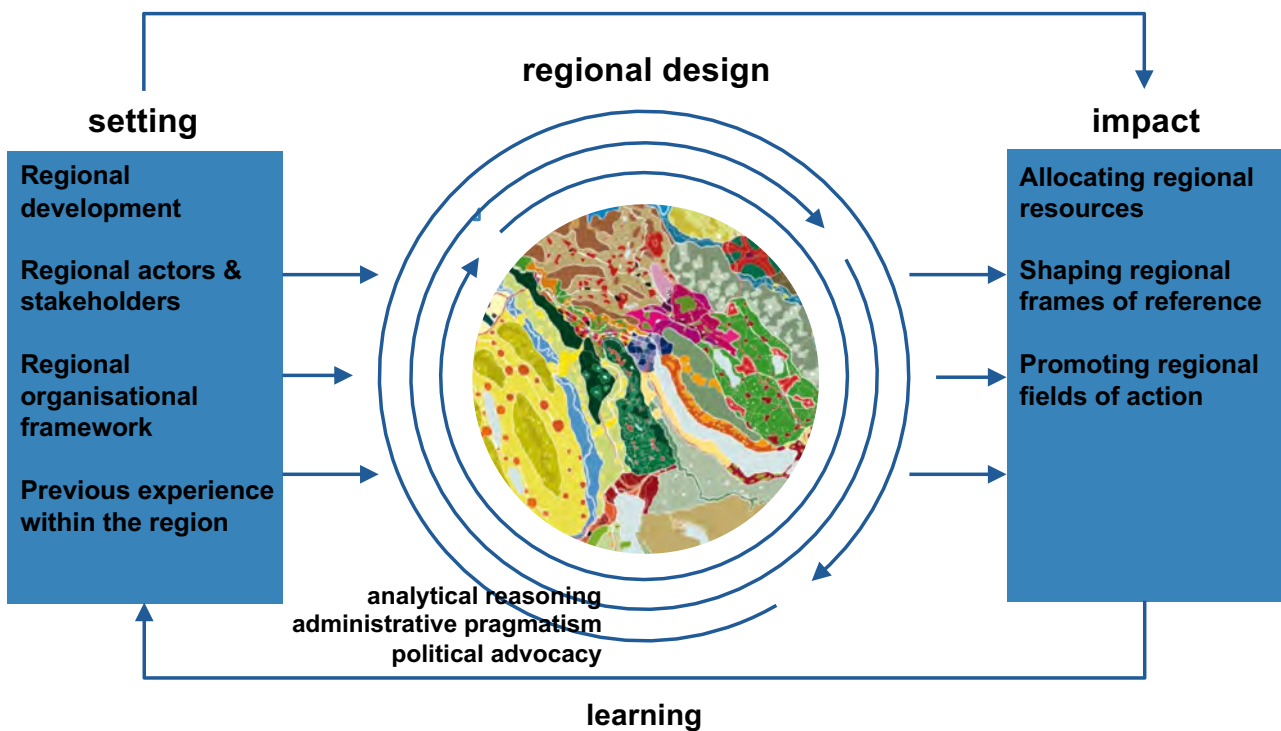 regional design
setting
impact
Regional
development
Regional actors &
stakeholders
Regional
organisational
framework
Previous experience
within the region
Allocating regional
resources
Shaping regional
frames of reference
Promoting regional
fields of action
analytical reasoning
administrative pragmatism
political advocacy
learning